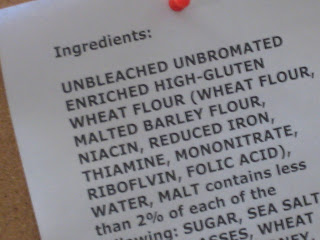 Ingredients:
UNBLEACHED UNBROMATED
ENRICHED HIGH-GLUTEN
WHEAT FLOUR (WHEAT FLOUR,
MALTED BARLEY FLOUR,
NIACIN, REDUCED IRON,
THIAMINE, MONONITRATE,
RIBOFLVIN, FOLIC ACID),
WATER, MALT contains less
than 2% of each of the
SUGAR, SEA SALT
WHEAT